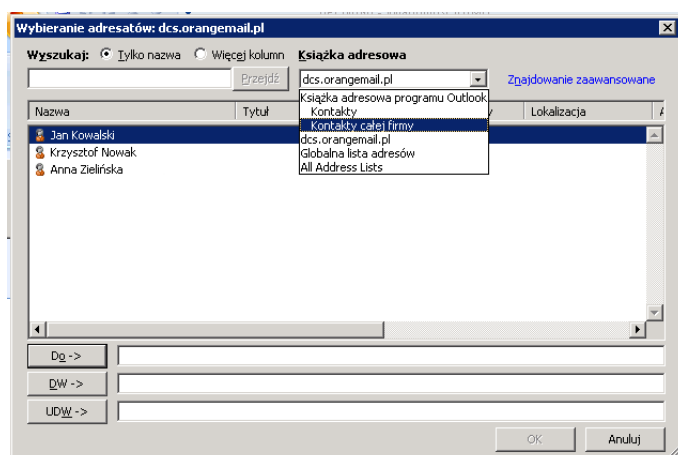 Wybieranie adresatów: dcs.orangemail.pl
Wyszukaj: Tylko nazwa Więcej kolumn Książka adresowa
Przejdź dcs.orangemail.pl Znajdowanie zaawansowane
Nazwa Tytuł Lokalizacja
Książka adresowa programu Outlook
Kontakty
Kontakty całej firmy
dcs.orangemail.pl
Globalna lista adresów
All Address Lists
Jan Kowalski
Krzysztof Nowak
Anna Zielińska
Do ->
DW ->
UDW ->
OK Anuluj